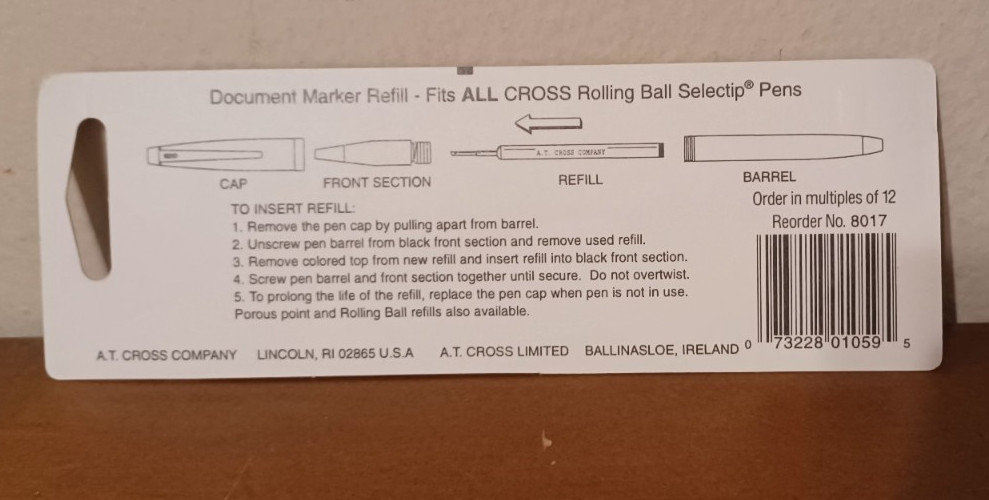 Document Marker Refill - Fits ALL CROSS Rolling Ball Selectip® Pens
A.T. CROSS COMPANY
CAP FRONT SECTION REFILL BARREL
Order in multiples of 12
Reorder No. 8017
TO INSERT REFILL:
1. Remove the pen cap by pulling apart from barrel.
2. Unscrew pen barrel from black front section and remove used refill.
3. Remove colored top from new refill and insert refill into black front section.
4. Screw pen barrel and front section together until secure. Do not overtwist.
5. To prolong the life of the refill, replace the pen cap when pen is not in use.
Porous point and Rolling Ball refills also available.
A.T. CROSS COMPANY LINCOLN, RI 02865 U.S.A A.T. CROSS LIMITED BALLINASLOE, IRELAND
0 73228 01059 5